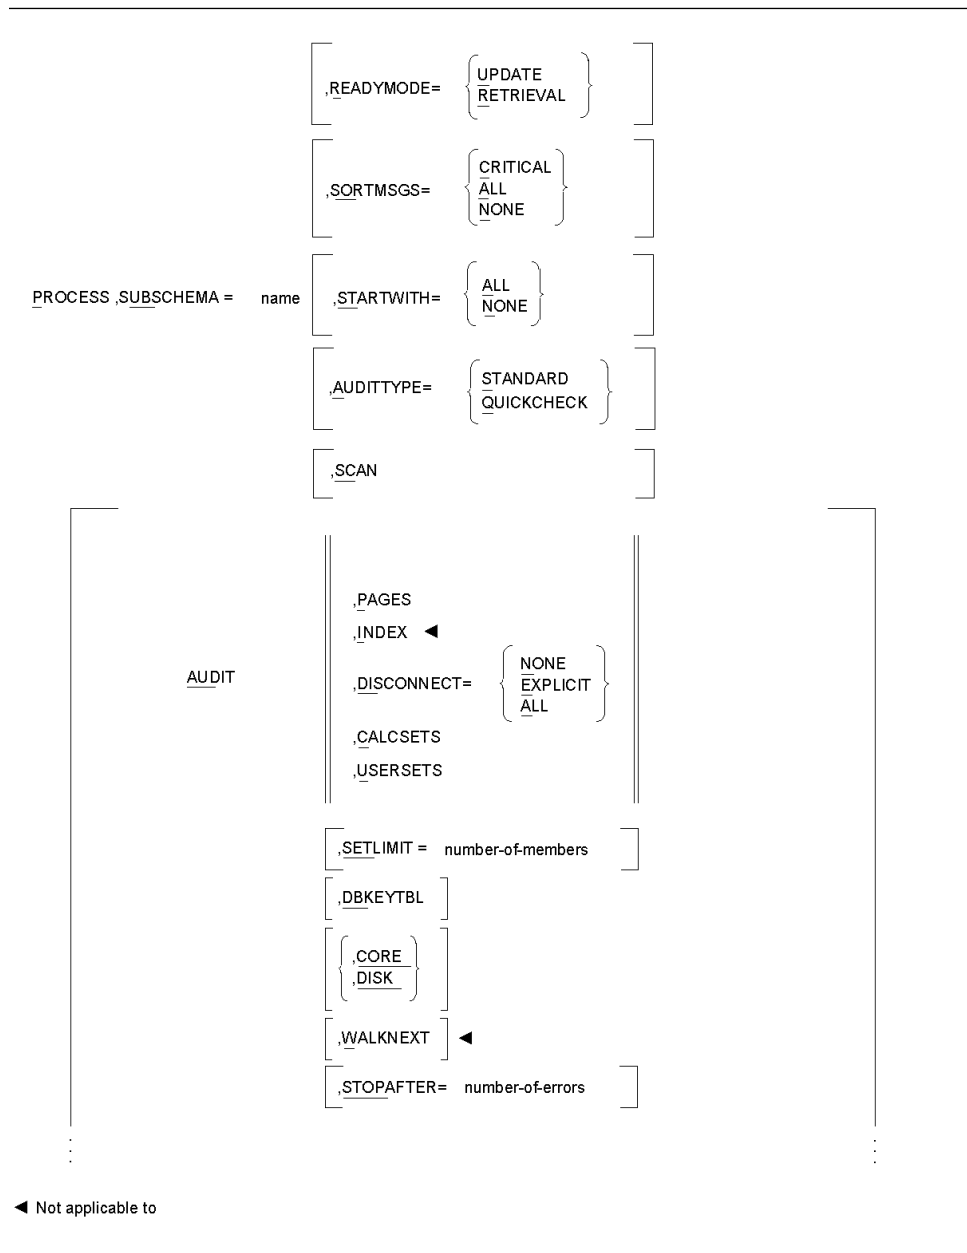 ,READYMODE= UPDATE
RETRIEVAL
,SORTMSGS= CRITICAL
ALL
NONE
PROCESS ,SUBSCHEMA = name ,STARTWITH= ALL
NONE
,AUDITTYPE= STANDARD
QUICKCHECK
,SCAN
,PAGES
,INDEX ◄
AUDIT ,DISCONNECT= NONE
EXPLICIT
ALL
,CALCSETS
,USERSETS
,SETLIMIT = number-of-members
,DBKEYTBL
,CORE
,DISK
,WALKNEXT ◄
,STOPAFTER= number-of-errors
◄ Not applicable to